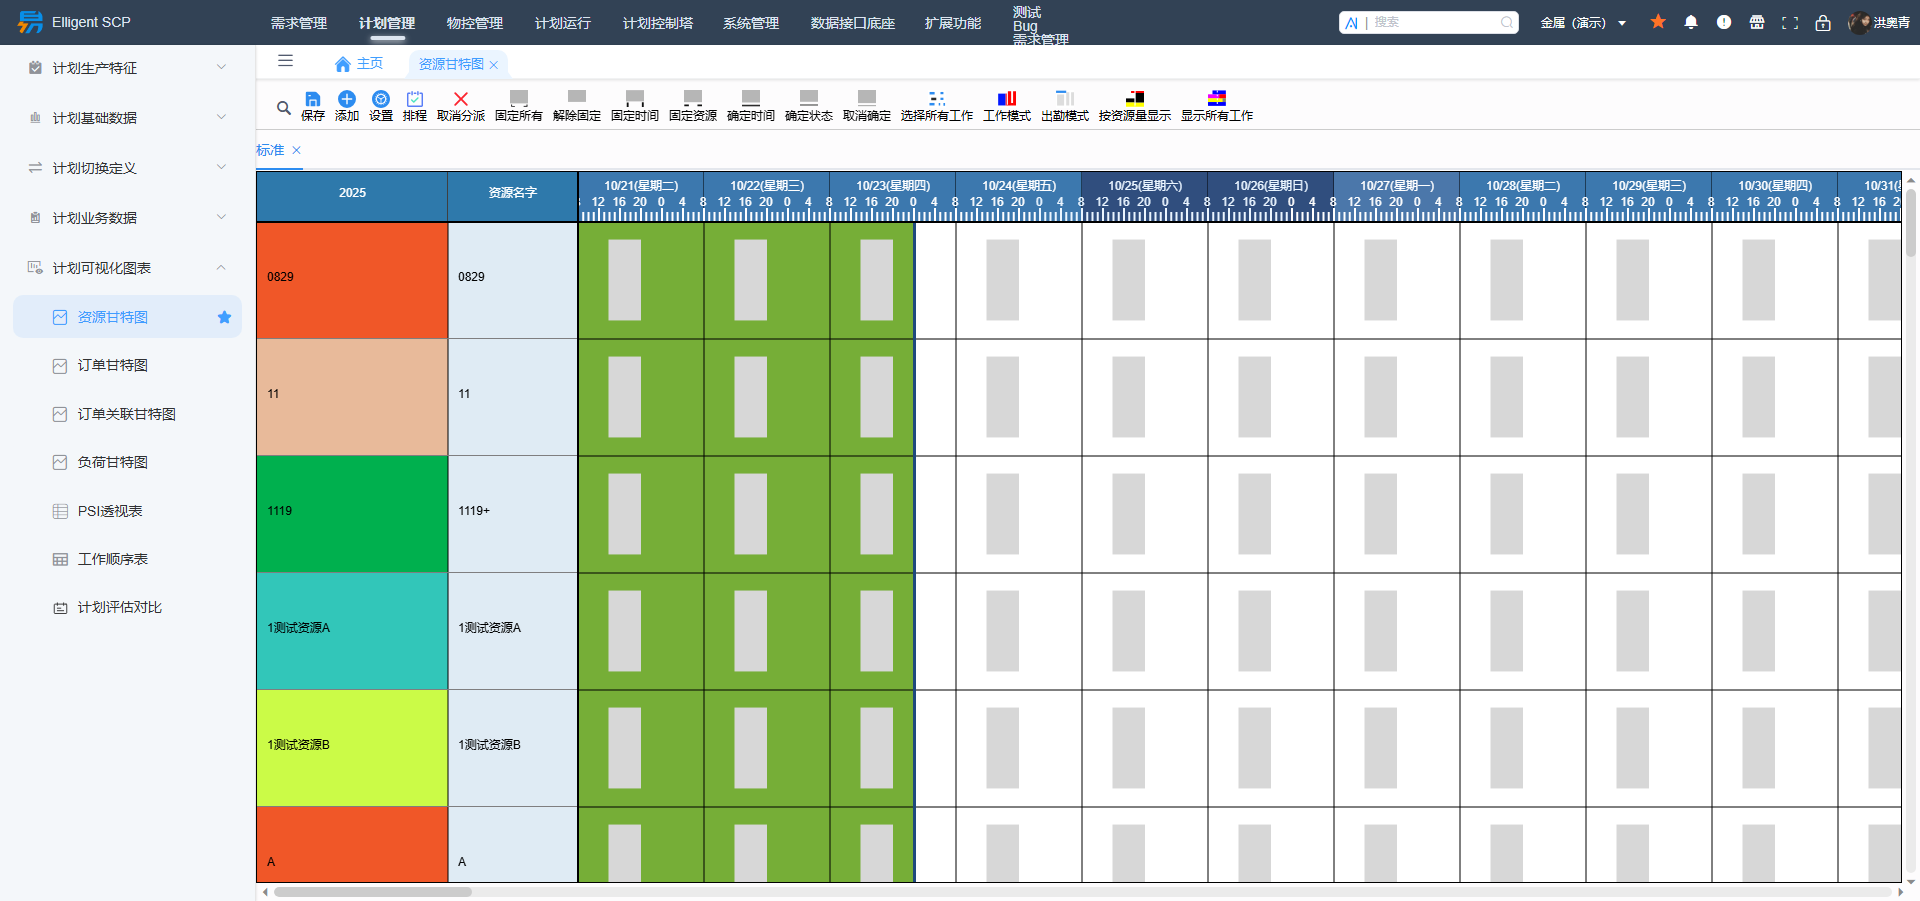 易 Elligent SCP
需求管理 计划管理 物控管理 计划运行 计划控制塔 系统管理 数据接口底座 扩展功能 测试
Bug
需求管理
AI | 搜索
金属（演示）
洪奥青
计划生产特征
计划基础数据
计划切换定义
计划业务数据
计划可视化图表
资源甘特图
订单甘特图
订单关联甘特图
负荷甘特图
PSI透视表
工作顺序表
计划评估对比
主页 资源甘特图
保存 添加 设置 排程 取消分派 固定所有 解除固定 固定时间 固定资源 确定时间 确定状态 取消确定 选择所有工作 工作模式 出勤模式 按资源量显示 显示所有工作
标准
2025 资源名字
10/21(星期二) 10/22(星期三) 10/23(星期四) 10/24(星期五) 10/25(星期六) 10/26(星期日) 10/27(星期一) 10/28(星期二) 10/29(星期三) 10/30(星期四) 10/31(
12 16 20 0 4 8 12 16 20 0 4 8 12 16 20 0 4 8 12 16 20 0 4 8 12 16 20 0 4 8 12 16 20 0 4 8 12 16 20 0 4 8 12 16 20 0 4 8 12 16 20 0 4 8 12 16 20 0 4 8 12 16 2
0829 0829
11 11
1119 1119+
1测试资源A 1测试资源A
1测试资源B 1测试资源B
A A